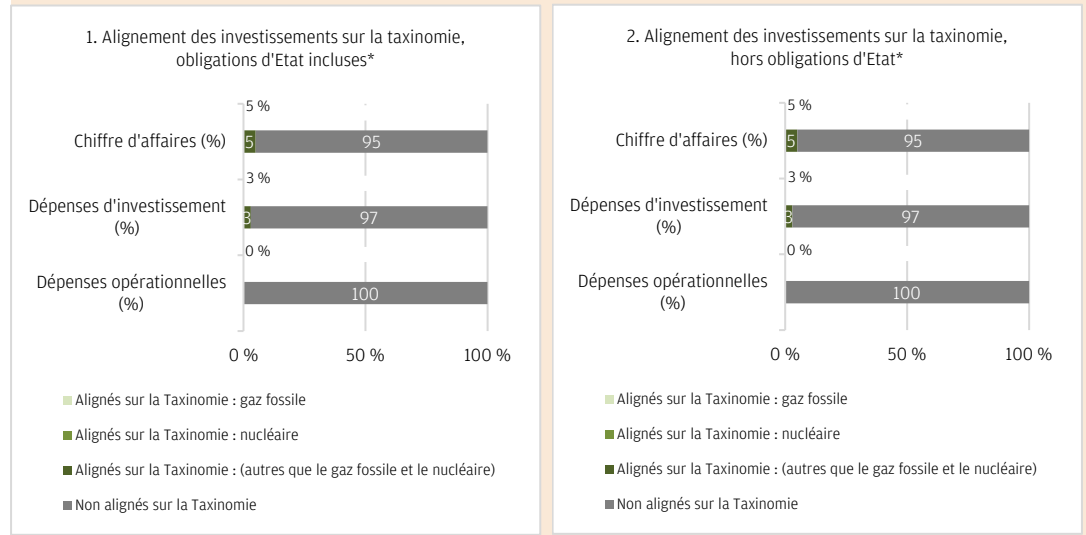 1. Alignement des investissements sur la taxinomie,
obligations d'Etat incluses*
5 %
Chiffre d'affaires (%)
5
95
3 %
Dépenses d'investissement
(%)
3
97
0 %
Dépenses opérationnelles
(%)
100
0 %
50 %
100 %
Alignés sur la Taxinomie : gaz fossile
Alignés sur la Taxinomie : nucléaire
Alignés sur la Taxinomie : (autres que le gaz fossile et le nucléaire)
Non alignés sur la Taxinomie
2. Alignement des investissements sur la taxinomie,
hors obligations d'Etat*
5 %
Chiffre d'affaires (%)
5
95
3 %
Dépenses d'investissement
(%)
3
97
0 %
Dépenses opérationnelles
(%)
100
0 %
50 %
100 %
Alignés sur la Taxinomie : gaz fossile
Alignés sur la Taxinomie : nucléaire
Alignés sur la Taxinomie : (autres que le gaz fossile et le nucléaire)
Non alignés sur la Taxinomie